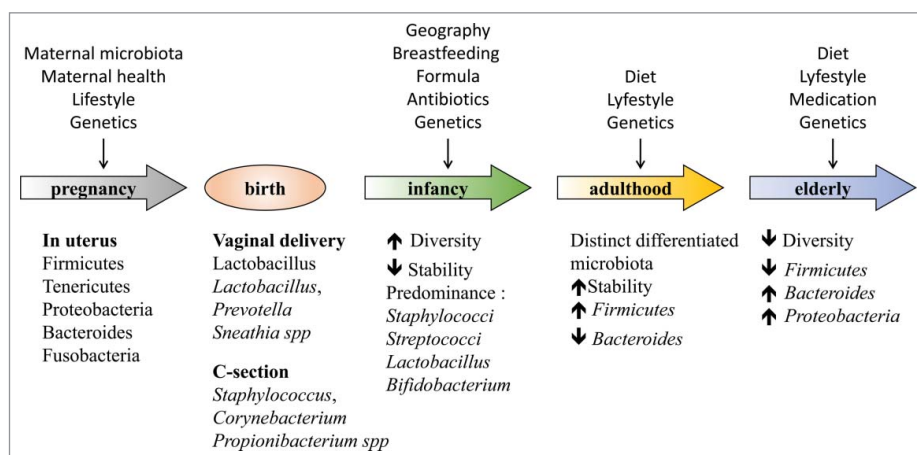 Maternal microbiota
Maternal health
Lifestyle
Genetics
pregnancy
In uterus
Firmicutes
Tenericutes
Proteobacteria
Bacteroides
Fusobacteria
birth
Vaginal delivery
Lactobacillus
Lactobacillus,
Prevotella
Sneathia spp
C-section
Staphylococcus,
Corynebacterium
Propionibacterium spp
Geography
Breastfeeding
Formula
Antibiotics
Genetics
infancy
↑ Diversity
↓ Stability
Predominance :
Staphylococci
Streptococci
Lactobacillus
Bifidobacterium
Diet
Lyfestyle
Genetics
adulthood
Distinct differentiated
microbiota
↑Stability
↑ Firmicutes
↓ Bacteroides
Diet
Lyfestyle
Medication
Genetics
elderly
↓ Diversity
↓ Firmicutes
↑ Bacteroides
↑ Proteobacteria